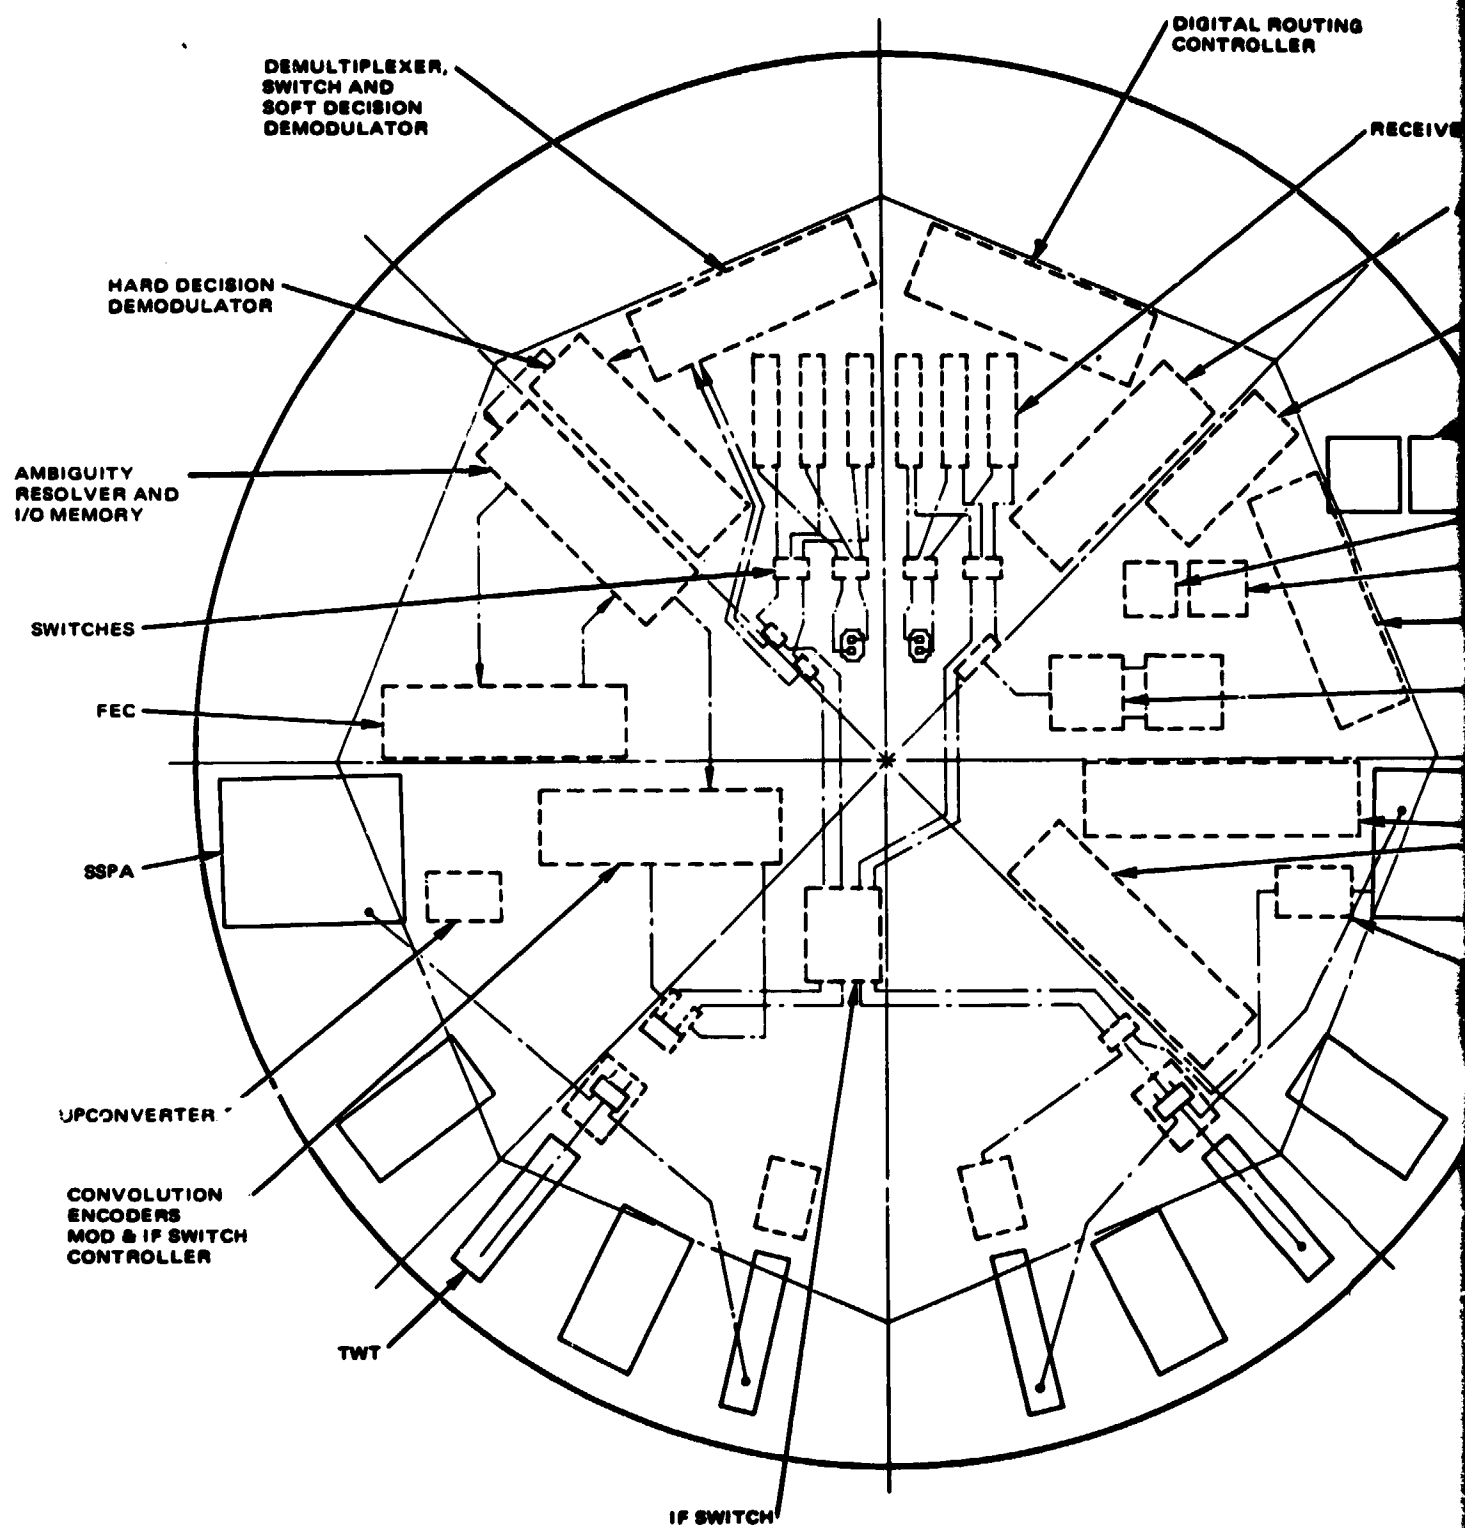 DIGITAL ROUTING
CONTROLLER
DEMULTIPLEXER,
SWITCH AND
SOFT DECISION
DEMODULATOR
RECEIVE
HARD DECISION
DEMODULATOR
AMBIGUITY
RESOLVER AND
I/O MEMORY
SWITCHES
FEC
SSPA
UPCONVERTER
CONVOLUTION
ENCODERS
MOD & IF SWITCH
CONTROLLER
TWT
IF SWITCH